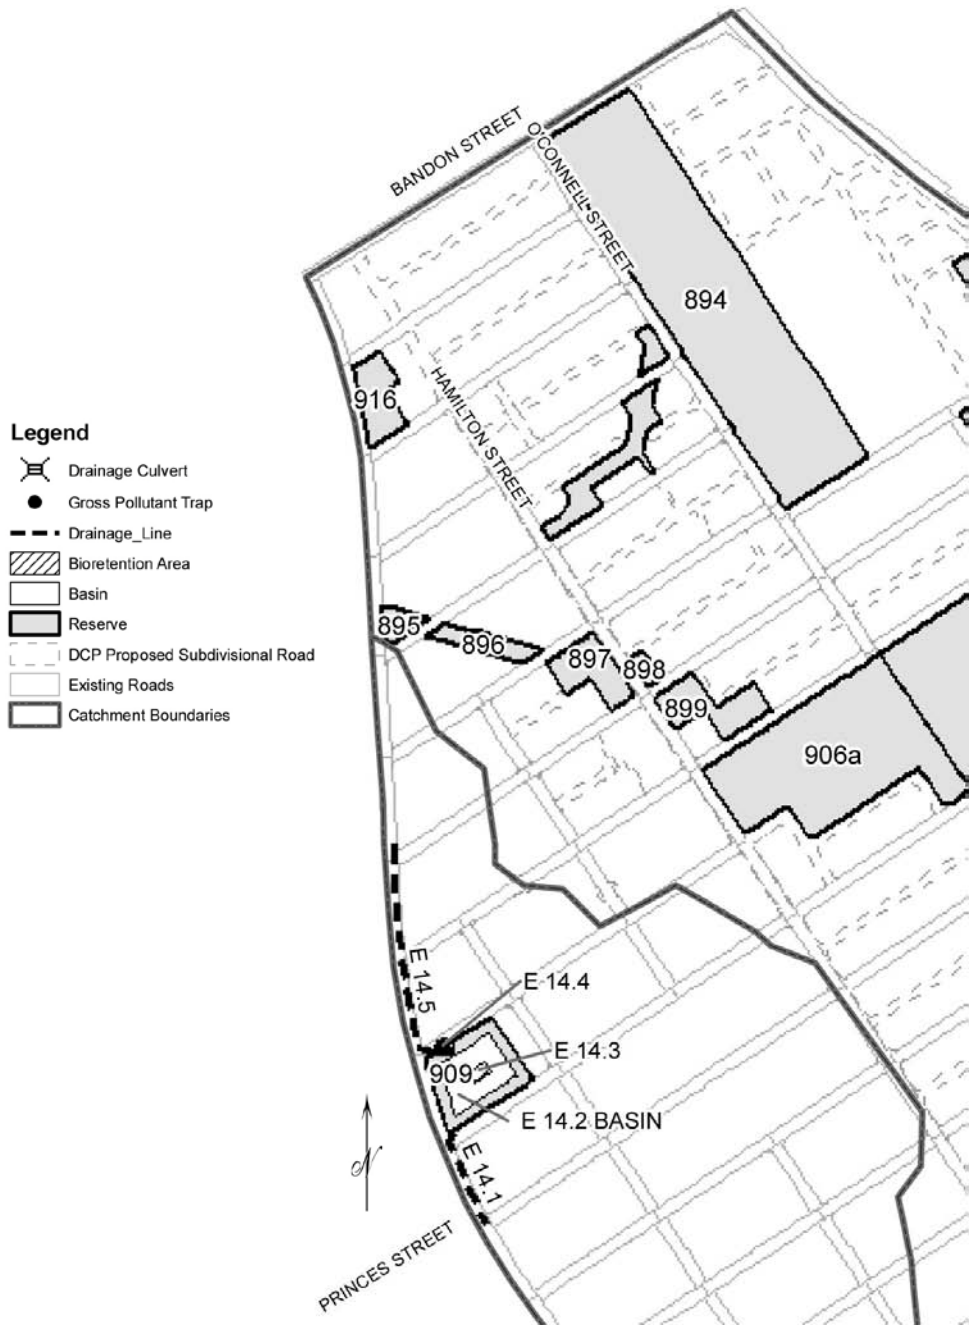 BANDON STREET
O'CONNELL STREET
894
HAMILTON STREET
916
Legend
Drainage Culvert
Gross Pollutant Trap
Drainage_Line
Bioretention Area
Basin
Reserve
DCP Proposed Subdivisional Road
Existing Roads
Catchment Boundaries
895
896
897
898
899
906a
E 14.5
E 14.4
E 14.3
909
E 14.2 BASIN
E 14.1
N
PRINCES STREET